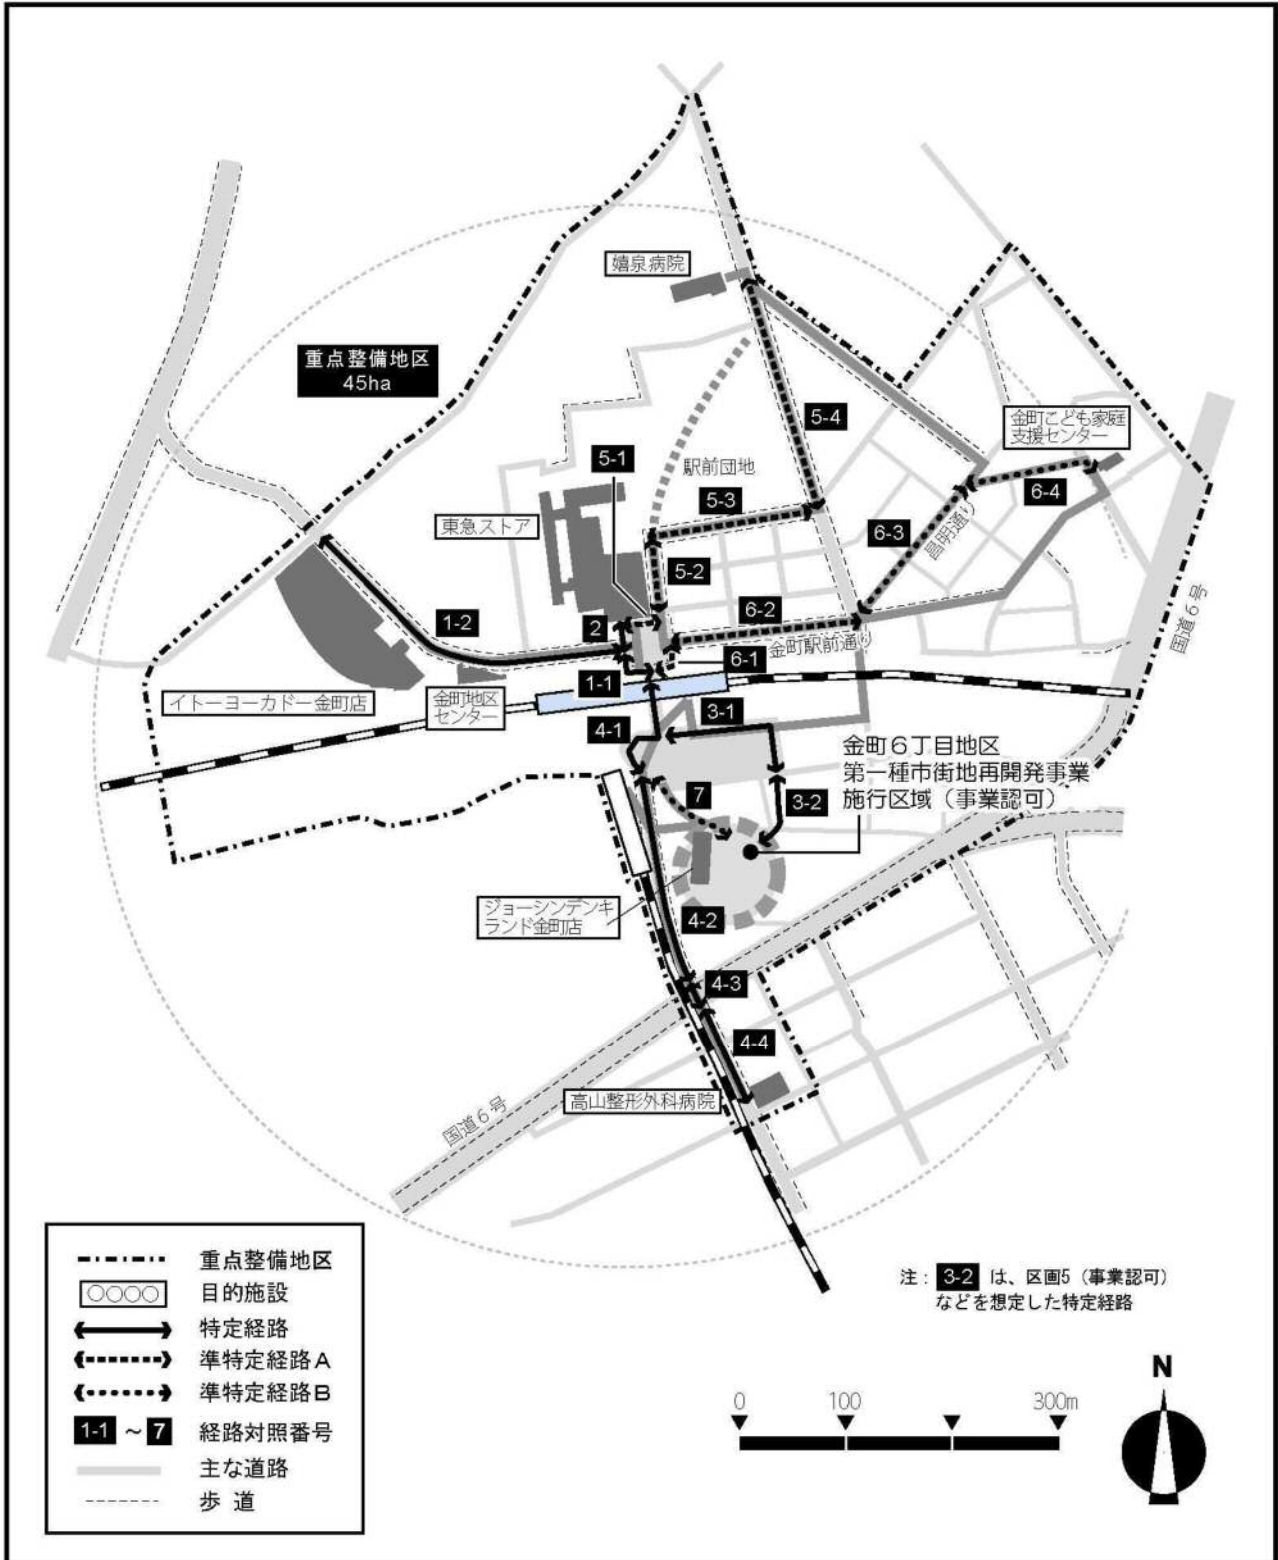 嬉泉病院
重点整備地区
45ha
5-4
金町こども家庭
支援センター
5-1
駅前団地
5-3
6-4
東急ストア
6-3
昌明通り
5-2
6-2
1-2
2
金町駅前通り
国道6号
6-1
1-1
イトーヨーカドー金町店
金町地区
センター
4-1
3-1
金町6丁目地区
第一種市街地再開発事業
施行区域（事業認可）
7
3-2
ジョーシンデンキ
ランド金町店
4-2
4-3
4-4
高山整形外科病院
国道6号
重点整備地区
○○○○ 目的施設
特定経路
準特定経路A
準特定経路B
1-1 ～ 7 経路対照番号
主な道路
歩 道
注： 3-2 は、区画5（事業認可）
などを想定した特定経路
0 100 300m
N